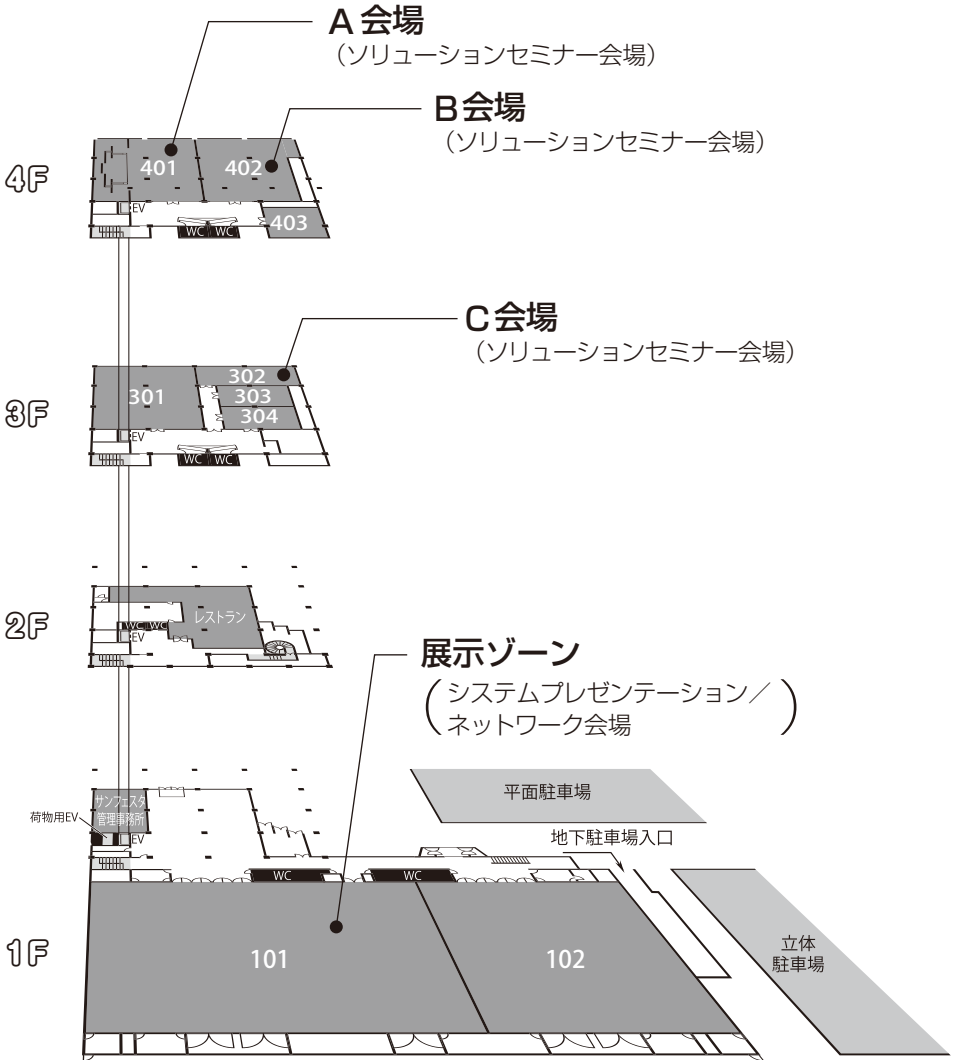 A会場
（ソリューションセミナー会場）
B会場
（ソリューションセミナー会場）
4F
401
402
403
EV
WC WC
C会場
（ソリューションセミナー会場）
3F
301
302
303
304
EV
WC WC
2F
レストラン
WC WC
EV
展示ゾーン
（システムプレゼンテーション／
ネットワーク会場）
サンフェスタ
管理事務所
荷物用EV
EV
平面駐車場
地下駐車場入口
WC
WC
1F
101
102
立体
駐車場